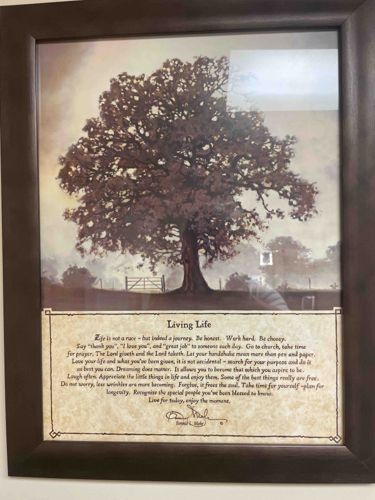 Living Life
Life is not a race - but indeed a journey. Be honest. Work hard. Be choosy.
Say "thank you", "I love you", and "great job" to someone each day. Go to church, take time
for prayer. The Lord giveth and the Lord taketh. Let your handshake mean more than pen and paper.
Love your life and what you've been given, it is not accidental - search for your purpose and do it
as best you can. Dreaming does matter. It allows you to become that which you aspire to be.
Laugh often. Appreciate the little things in life and enjoy them. Some of the best things really are free.
Do not worry, less wrinkles are more becoming. Forgive, it frees the soul. Take time for yourself - plan for
longevity. Recognize the special people you've been blessed to know.
Live for today, enjoy the moment.
Bonnie L. Mohr ©